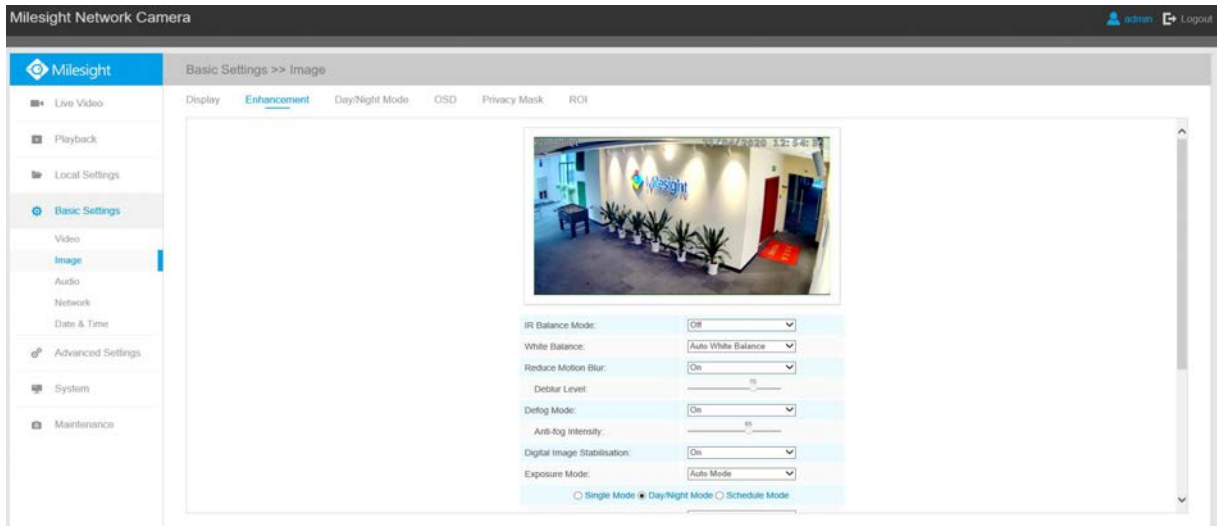 Milesight Network Camera
admin Logout
Milesight
Basic Settings >> Image
Live Video
Playback
Local Settings
Basic Settings
Video
Image
Audio
Network
Date & Time
Advanced Settings
System
Maintenance
Display Enhancement Day/Night Mode OSD Privacy Mask ROI
12:54:
Milesight
IR Balance Mode: Off
White Balance: Auto White Balance
Reduce Motion Blur: On
Deblur Level:
Defog Mode: On
Anti-fog Intensity:
Digital Image Stabilisation: On
Exposure Mode: Auto Mode
Single Mode Day/Night Mode Schedule Mode